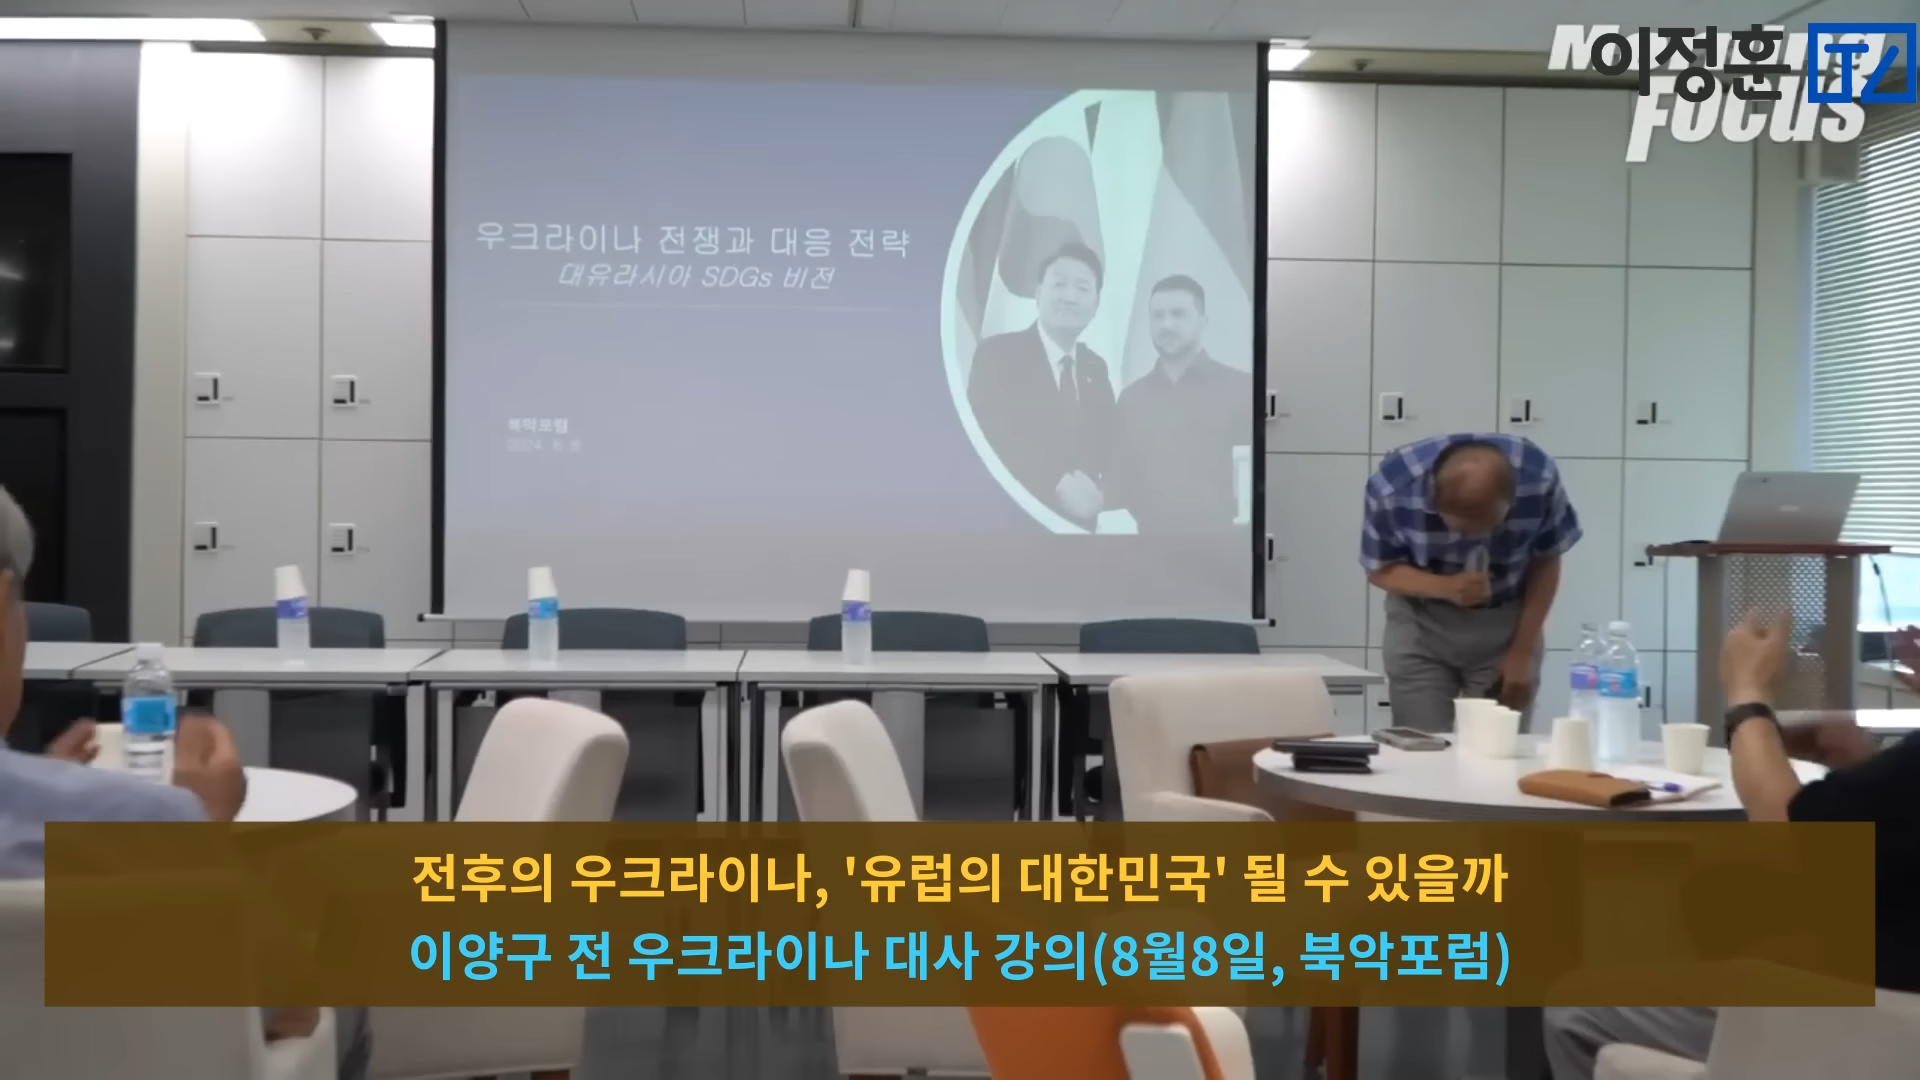 Morning
Focus
이정훈 TV
우크라이나 전쟁과 대응 전략
대유라시아 SDGs 비전
북악포럼
전후의 우크라이나, '유럽의 대한민국' 될 수 있을까
이양구 전 우크라이나 대사 강의(8월8일, 북악포럼)